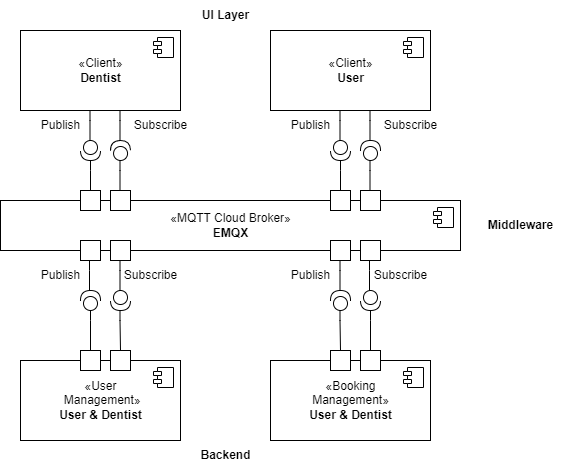 UI Layer
«Client»
Dentist
«Client»
User
Publish
Subscribe
Publish
Subscribe
«MQTT Cloud Broker»
EMQX
Middleware
Publish
Subscribe
Publish
Subscribe
«User
Management»
User & Dentist
«Booking
Management»
User & Dentist
Backend